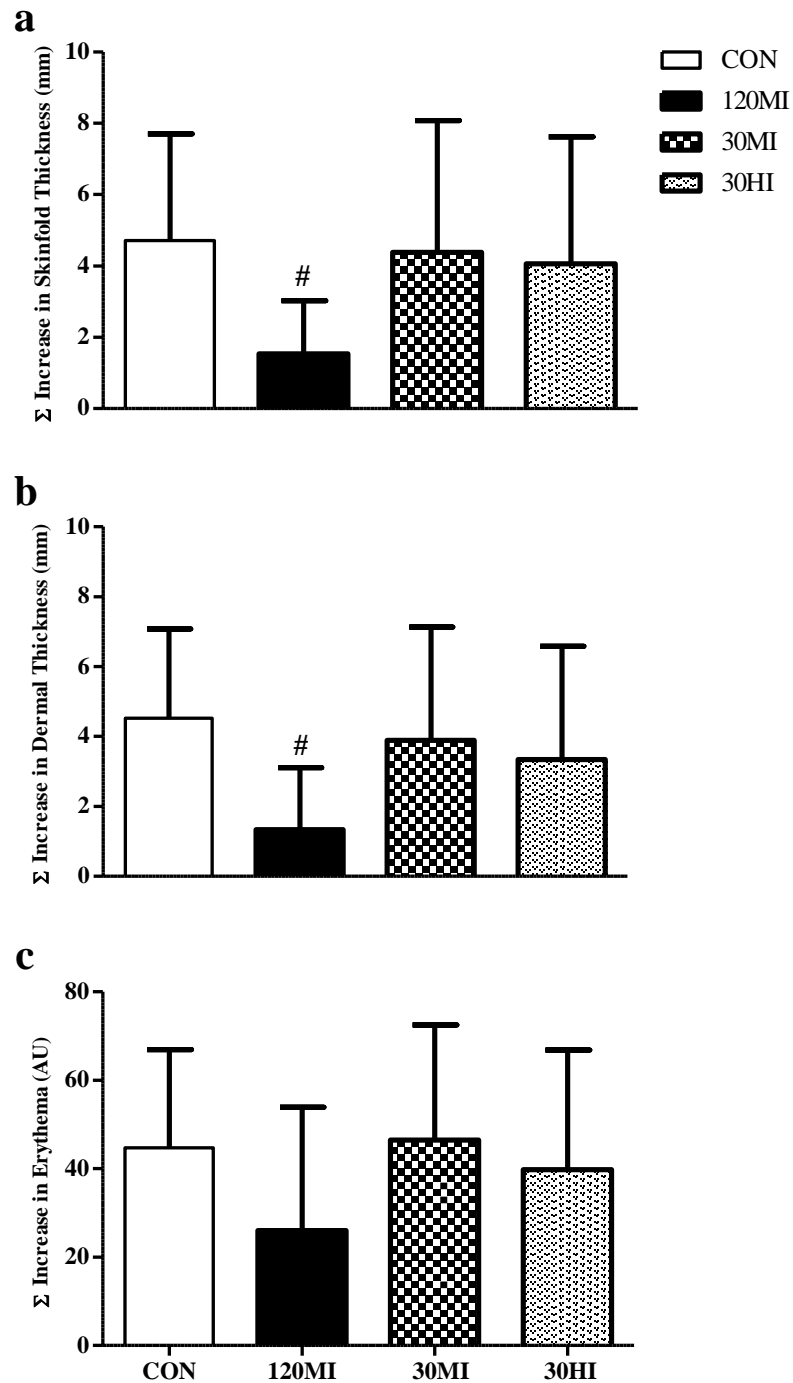 a
Σ Increase in Skinfold Thickness (mm)
10
8
6
4
2
0
#
CON
120MI
30MI
30HI
b
Σ Increase in Dermal Thickness (mm)
10
8
6
4
2
0
#
c
Σ Increase in Erythema (AU)
80
60
40
20
0
CON 120MI 30MI 30HI